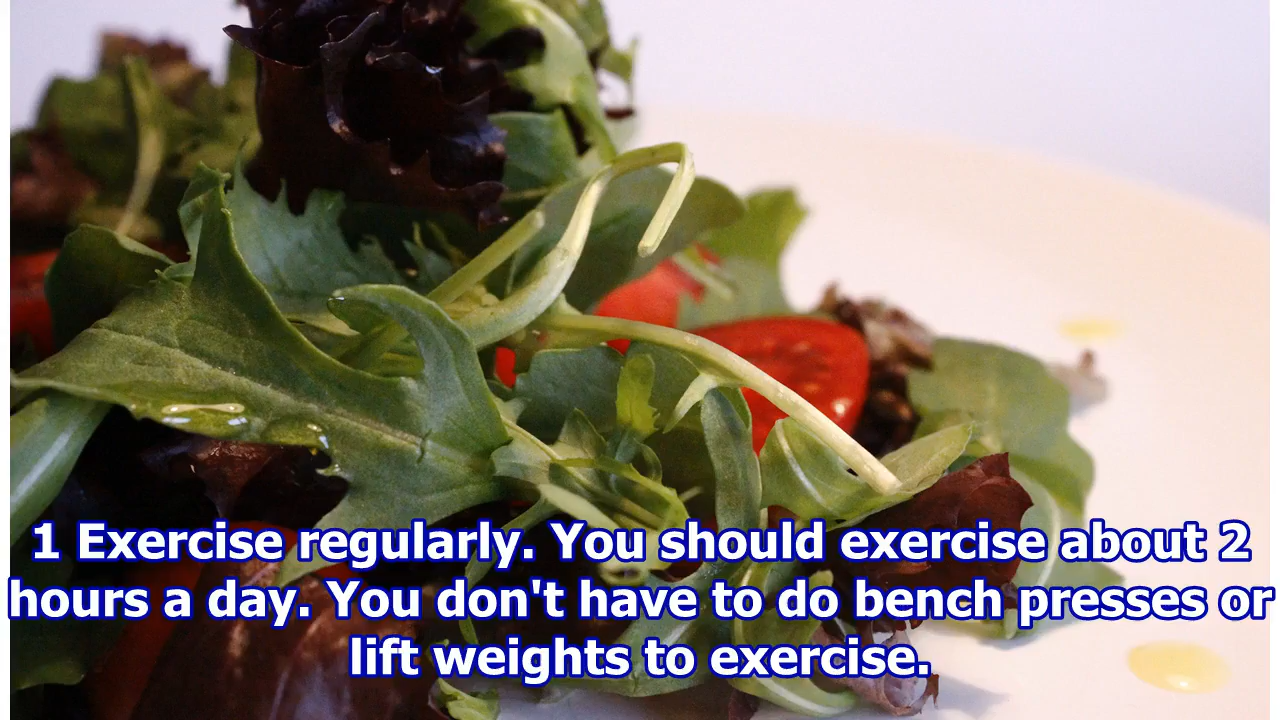 1 Exercise regularly. You should exercise about 2
hours a day. You don't have to do bench presses or
lift weights to exercise.